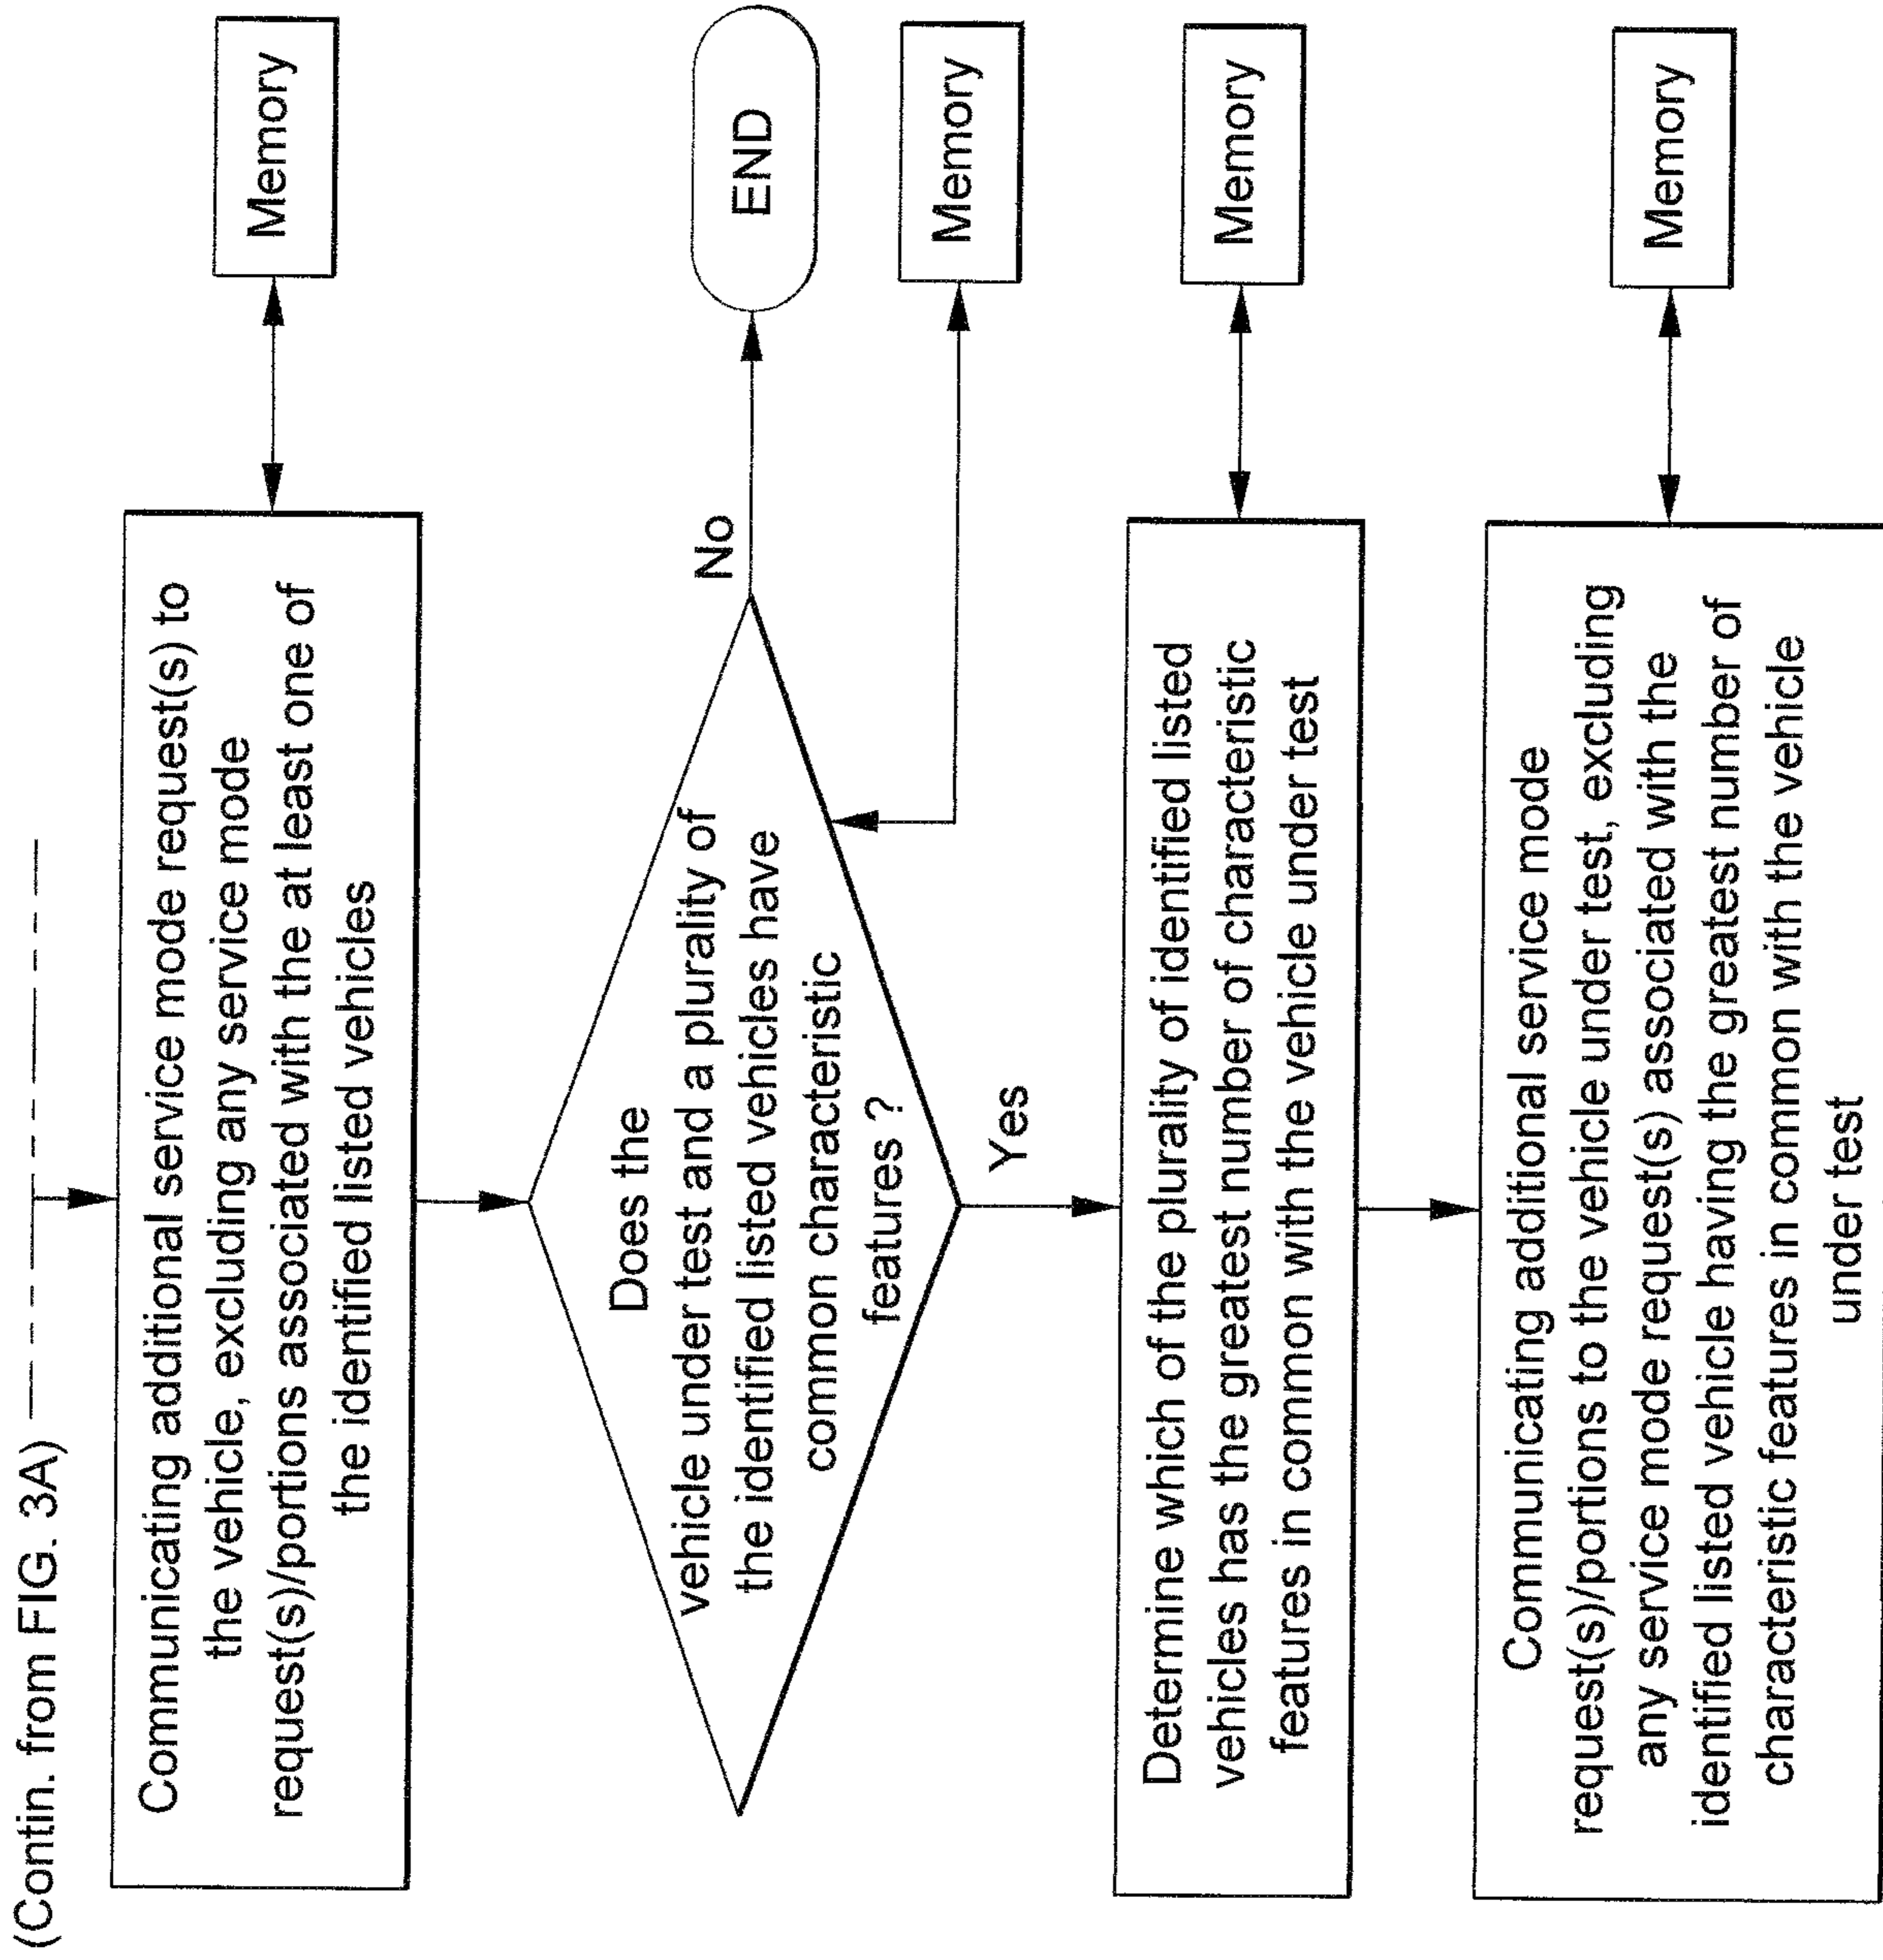 (Contin. from FIG. 3A)
Communicating additional service mode requests(s) to
the vehicle, excluding any service mode
request(s)/portions associated with the at least one of
the identified listed vehicles
Memory
Does the
vehicle under test and a plurality of
the identified listed vehicles have
common characteristic
features ?
No
END
Memory
Yes
Determine which of the plurality of identified listed
vehicles has the greatest number of characteristic
features in common with the vehicle under test
Memory
Communicating additional service mode
request(s)/portions to the vehicle under test, excluding
any service mode request(s) associated with the
identified listed vehicle having the greatest number of
characteristic features in common with the vehicle
under test
Memory